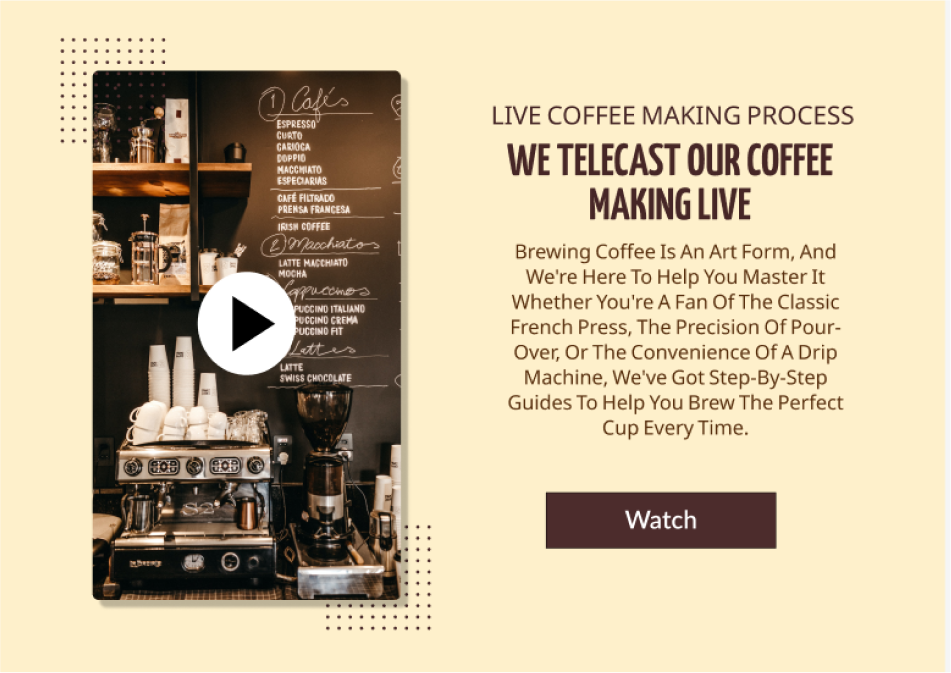 1 Cafés
ESPRESSO
CURTO
CARIOCA
DOPPIO
MACCHIATO
ESPECIARIAS
CAFÉ FILTRADO
PRENSA FRANCESA
IRISH COFFEE
2 Macchiatos
LATTE MACCHIATO
MOCHA
Cappuccinos
PUCCINO ITALIANO
PUCCINO CREMA
PUCCINO FIT
Lattes
LATTE
SWISS CHOCOLATE
LIVE COFFEE MAKING PROCESS
WE TELECAST OUR COFFEE
MAKING LIVE
Brewing Coffee Is An Art Form, And
We're Here To Help You Master It
Whether You're A Fan Of The Classic
French Press, The Precision Of Pour-
Over, Or The Convenience Of A Drip
Machine, We've Got Step-By-Step
Guides To Help You Brew The Perfect
Cup Every Time.
Watch